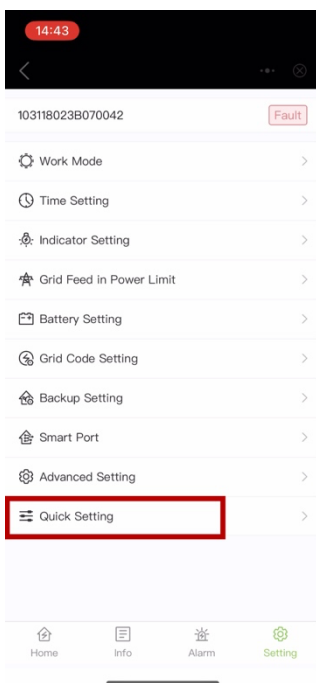 14:43
103118023B070042 Fault
Work Mode
Time Setting
Indicator Setting
Grid Feed in Power Limit
Battery Setting
Grid Code Setting
Backup Setting
Smart Port
Advanced Setting
Quick Setting
Home Info Alarm Setting